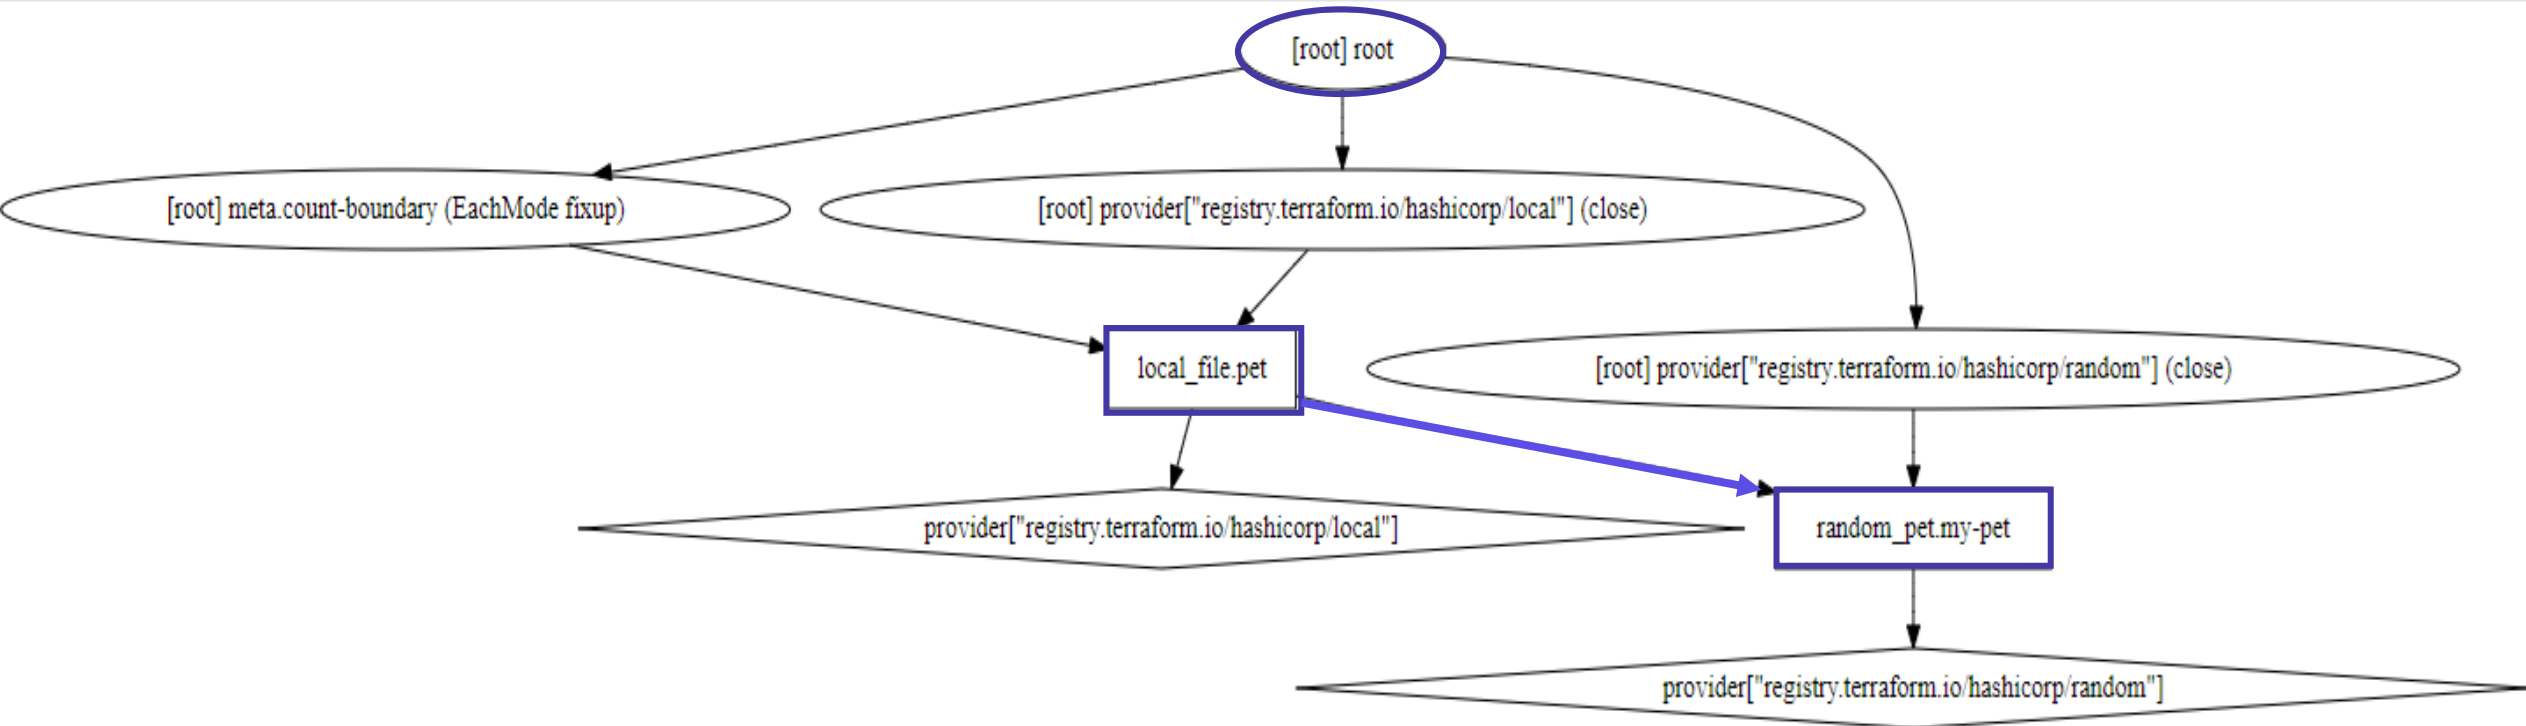 [root] root
[root] meta.count-boundary (EachMode fixup)
[root] provider["registry.terraform.io/hashicorp/local"] (close)
local_file.pet
[root] provider["registry.terraform.io/hashicorp/random"] (close)
provider["registry.terraform.io/hashicorp/local"]
random_pet.my-pet
provider["registry.terraform.io/hashicorp/random"]